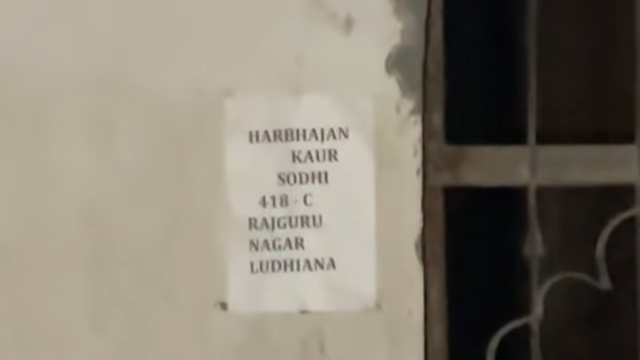 HARBHAJAN
KAUR
SODHI
418 - C
RAJGURU
NAGAR
LUDHIANA